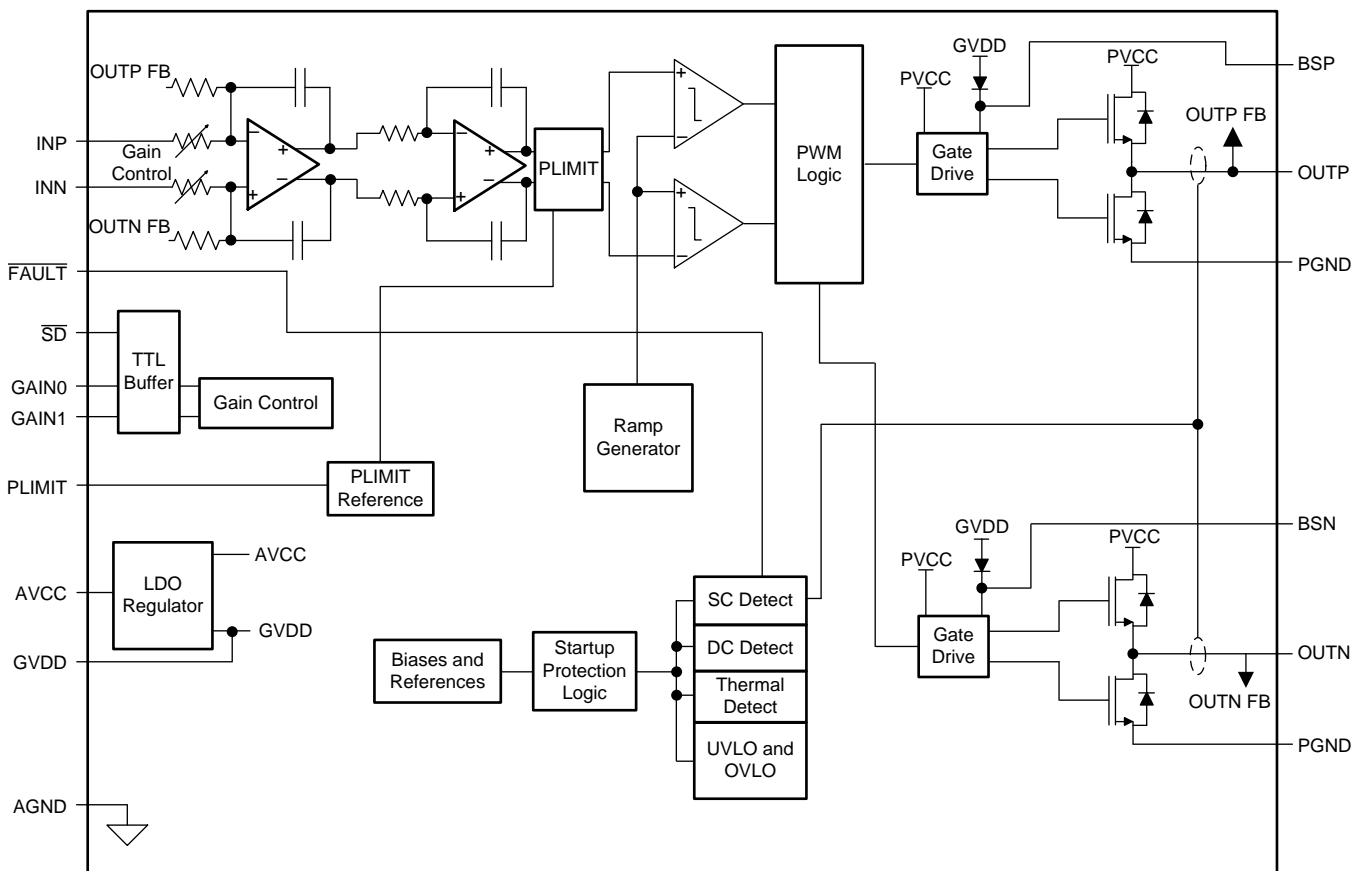 OUTP FB
INP
Gain
Control
INN
OUTN FB
+
−
+
−
+
−
+
−
PLIMIT
+
−
+
−
PWM
Logic
GVDD
PVCC
Gate
Drive
PVCC
BSP
OUTP FB
OUTP
PGND
FAULT
SD
TTL
Buffer
GAIN0
GAIN1
Gain Control
Ramp
Generator
PLIMIT
PLIMIT
Reference
AVCC
LDO
Regulator
AVCC
GVDD
GVDD
Biases and
References
Startup
Protection
Logic
SC Detect
DC Detect
Thermal
Detect
UVLO and
OVLO
GVDD
PVCC
Gate
Drive
PVCC
BSN
OUTN
OUTN FB
PGND
AGND